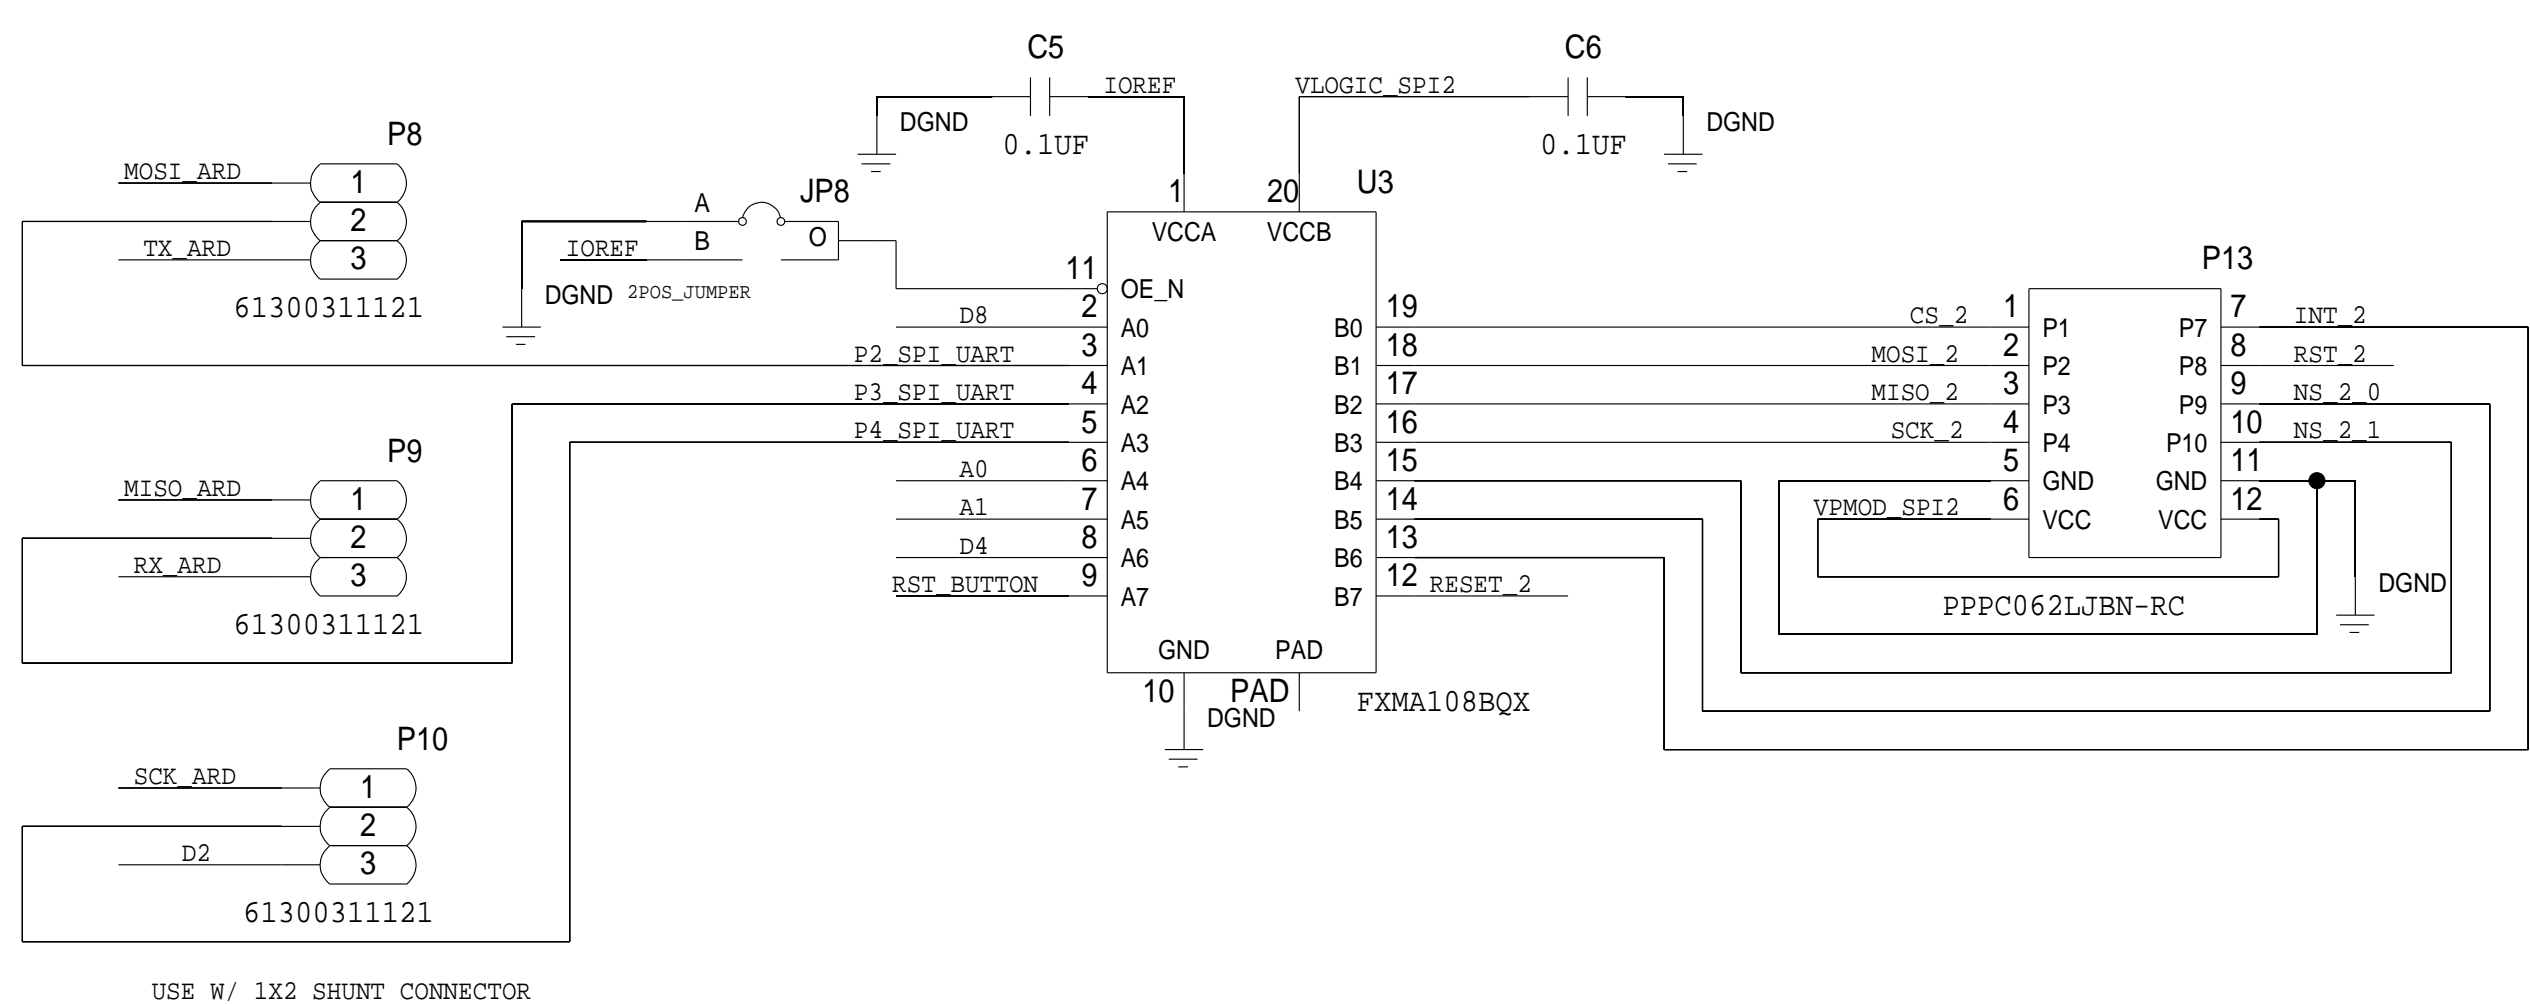 C5
C6
IOREF
VLOGIC_SPI2
DGND
DGND
0.1UF
0.1UF
P8
MOSI_ARD
1
2
TX_ARD
3
61300311121
JP8
A
B
O
IOREF
DGND
2POS_JUMPER
U3
1
20
VCCA
VCCB
11
OE_N
D8
2
A0
P2_SPI_UART
3
A1
P3_SPI_UART
4
A2
P4_SPI_UART
5
A3
A0
6
A4
A1
7
A5
D4
8
A6
RST_BUTTON
9
A7
B0
19
B1
18
B2
17
B3
16
B4
15
B5
14
B6
13
B7
12
RESET_2
GND
PAD
10
PAD
DGND
FXMA108BQX
P13
CS_2
1
P1
P7
7
INT_2
MOSI_2
2
P2
P8
8
RST_2
MISO_2
3
P3
P9
9
NS_2_0
SCK_2
4
P4
P10
10
NS_2_1
5
GND
GND
11
VPMOD_SPI2
6
VCC
VCC
12
DGND
PPPC062LJBN-RC
P9
MISO_ARD
1
2
RX_ARD
3
61300311121
P10
SCK_ARD
1
2
D2
3
61300311121
USE W/ 1X2 SHUNT CONNECTOR